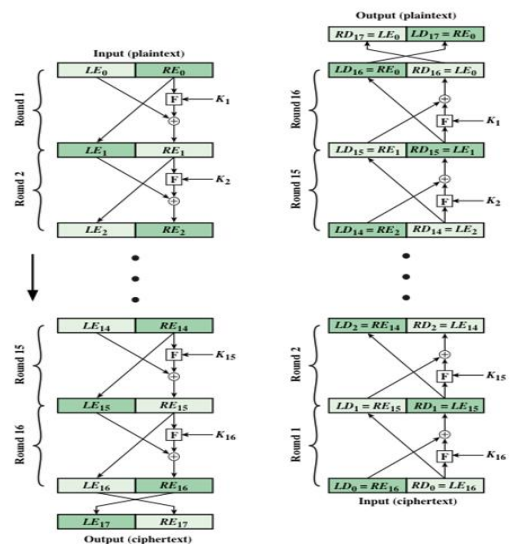 Input (plaintext)
LE0 RE0
Round 1
F
K1
LE1 RE1
Round 2
F
K2
LE2 RE2
LE14 RE14
Round 15
F
K15
LE15 RE15
Round 16
F
K16
LE16 RE16
LE17 RE17
Output (ciphertext)
Output (plaintext)
RD17 = LE0 LD17 = RE0
LD16 = RE0 RD16 = LE0
Round 16
F
K1
LD15 = RE1 RD15 = LE1
Round 15
F
K2
LD14 = RE2 RD14 = LE2
LD2 = RE14 RD2 = LE14
Round 2
F
K15
LD1 = RE15 RD1 = LE15
Round 1
F
K16
LD0 = RE16 RD0 = LE16
Input (ciphertext)